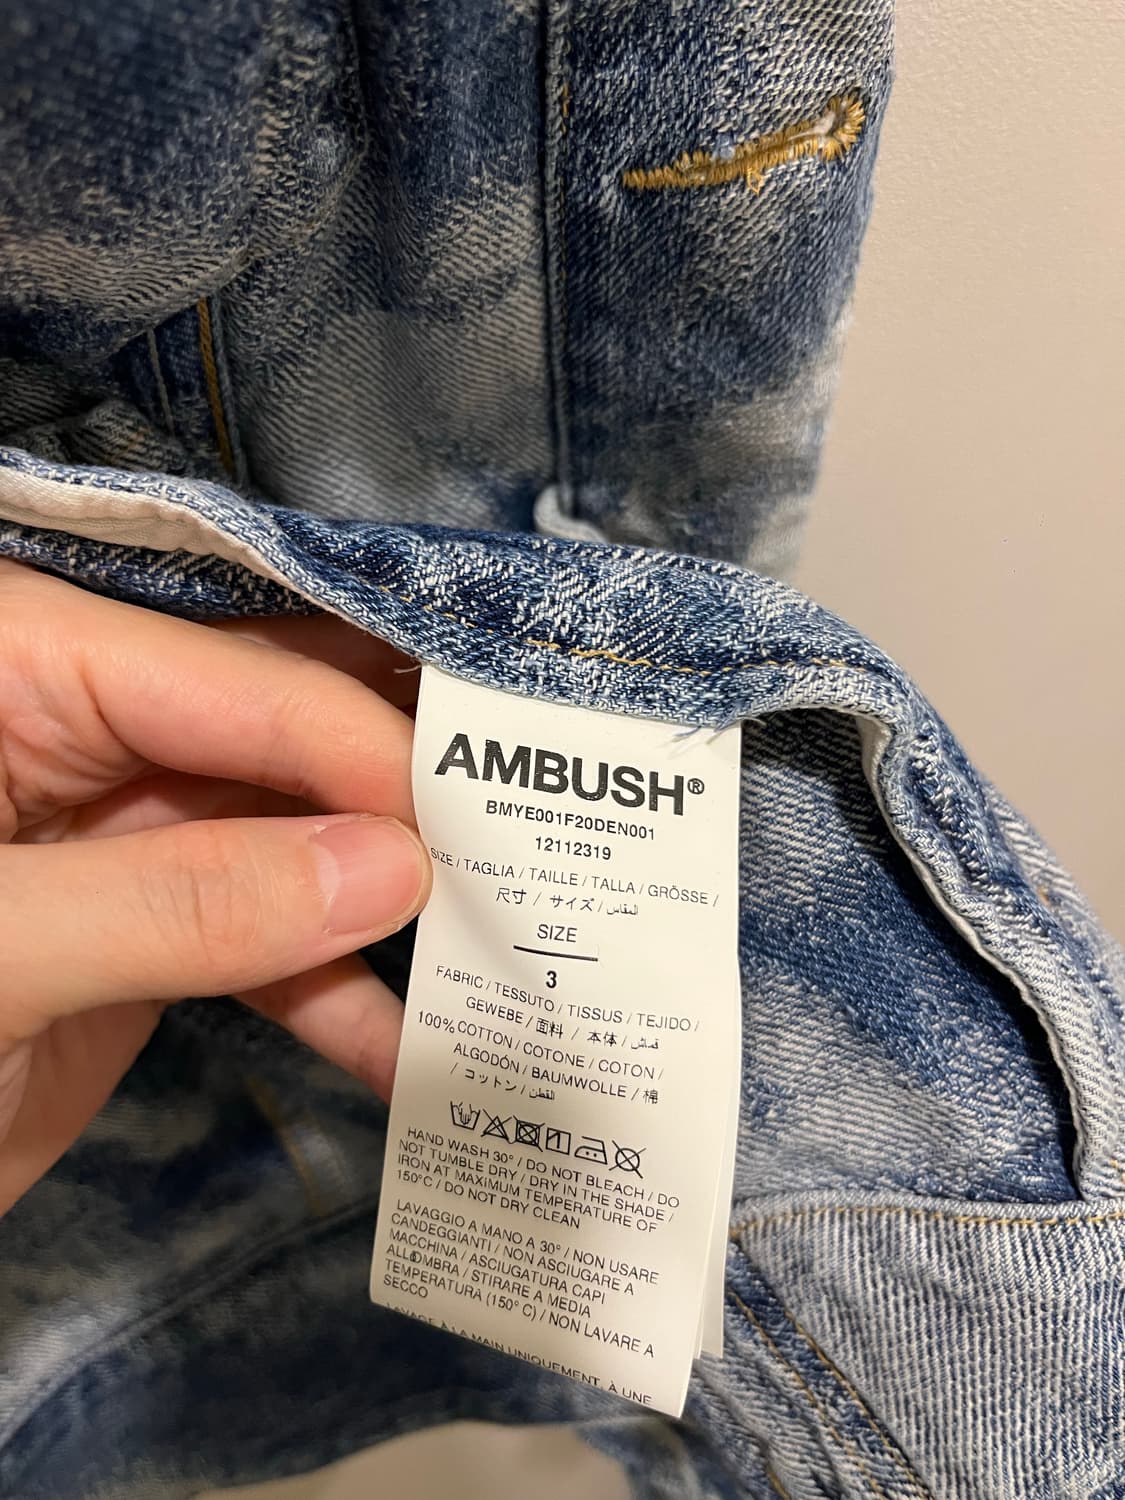 AMBUSH®
BMYE001F20DEN001
12112319
SIZE / TAGLIA / TAILLE / TALLA / GRÖSSE /
尺寸 / サイズ / المقاس
SIZE
3
FABRIC / TESSUTO / TISSUS / TEJIDO /
GEWEBE / 面料 / 本体 / قماش
100% COTTON / COTONE / COTON /
ALGODÓN / BAUMWOLLE / 棉
/ コットン / القطن
HAND WASH 30° / DO NOT BLEACH / DO
NOT TUMBLE DRY / DRY IN THE SHADE /
IRON AT MAXIMUM TEMPERATURE OF
150°C / DO NOT DRY CLEAN
LAVAGGIO A MANO A 30° / NON USARE
CANDEGGIANTI / NON ASCIUGARE A
MACCHINA / ASCIUGATURA CAPI
ALLOMBRA / STIRARE A MEDIA
TEMPERATURA (150° C) / NON LAVARE A
SECCO
LAVAGE À LA MAIN UNIQUEMENT, À UNE